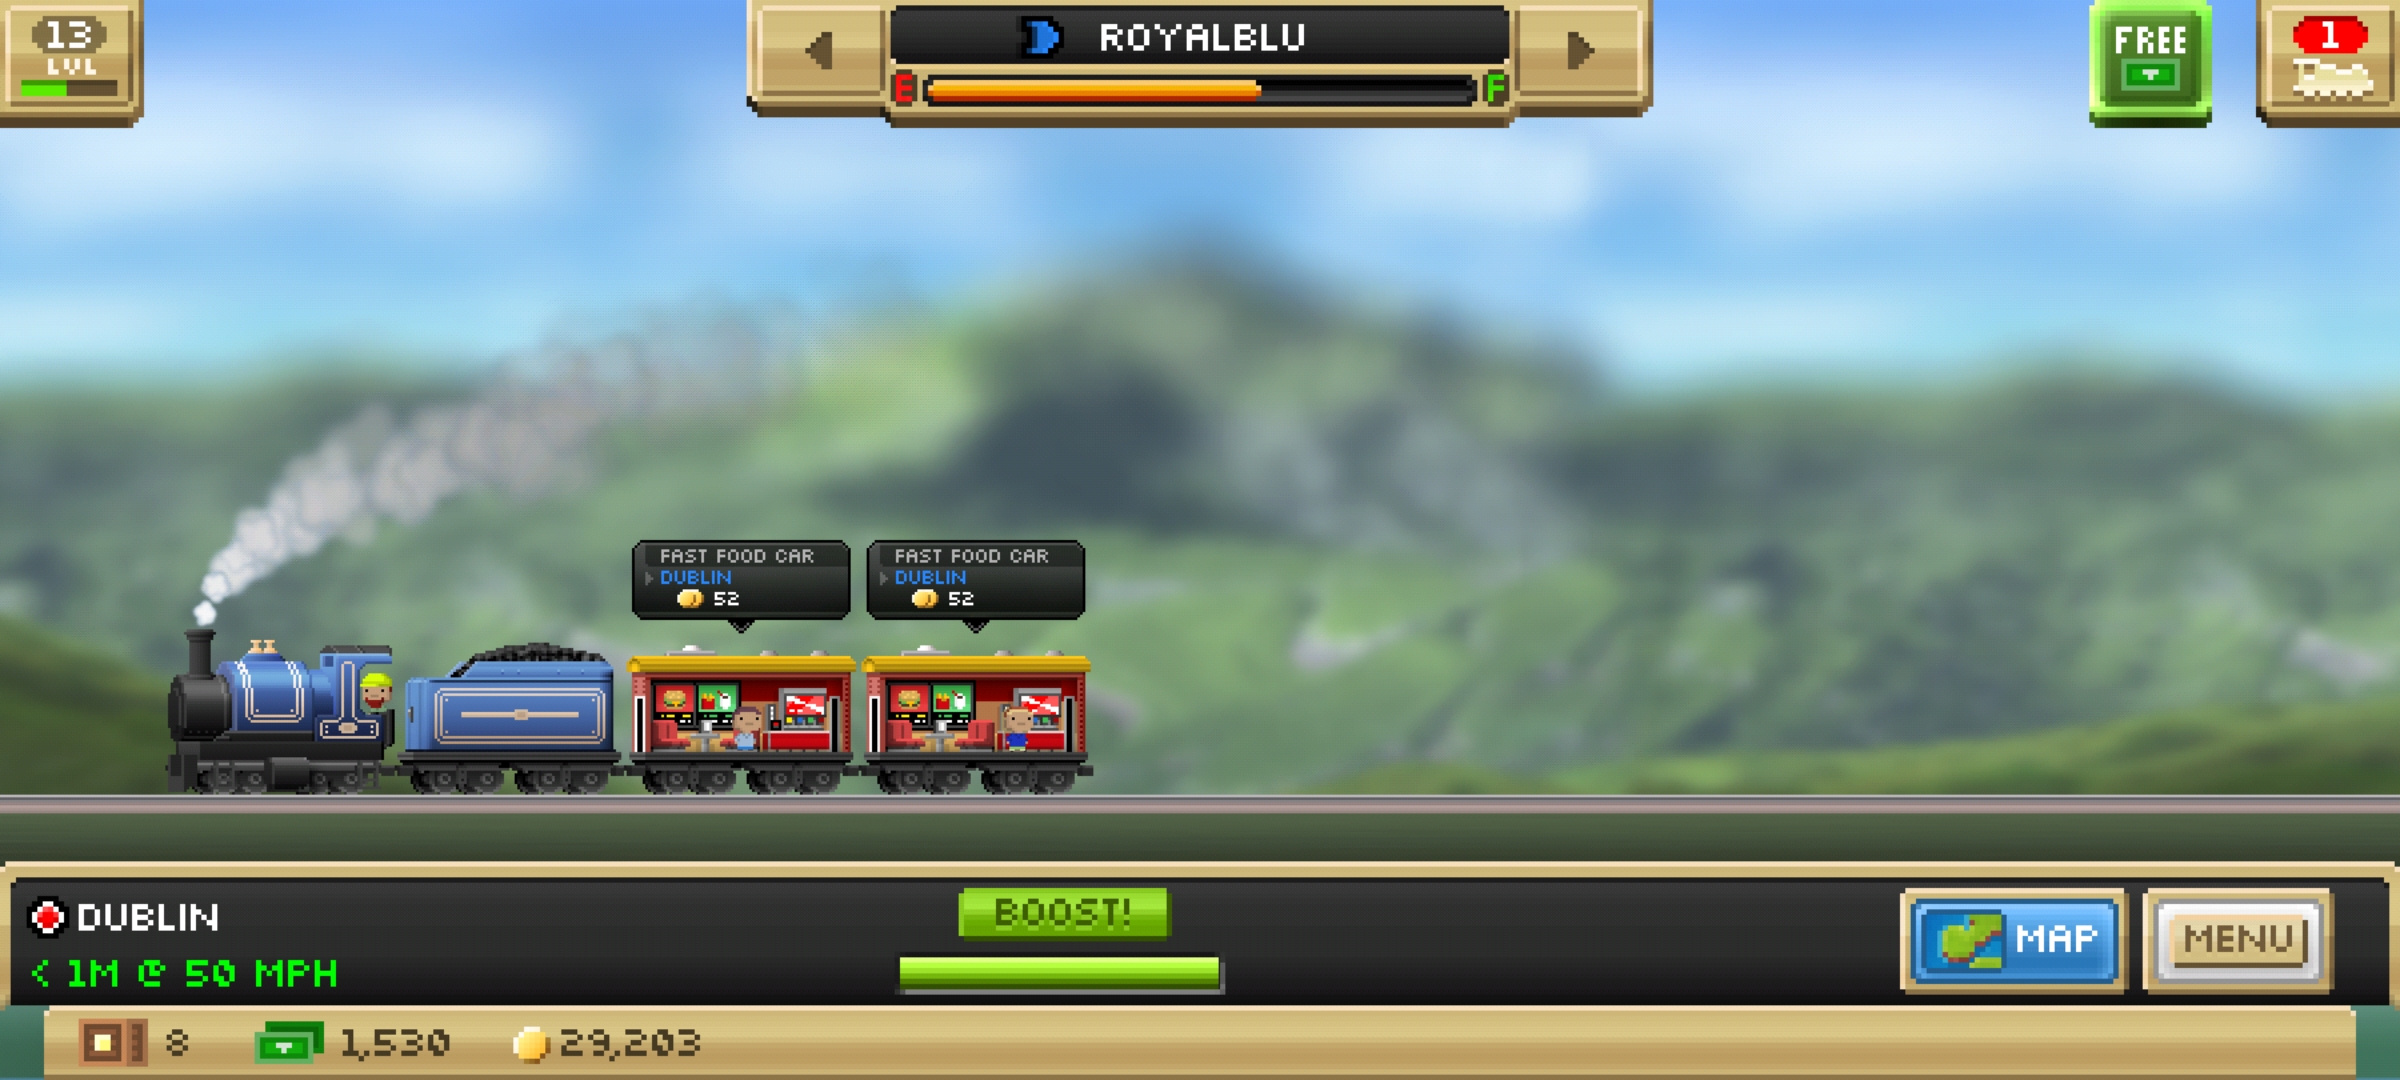 13
LVL
ROYALBLU
E F
FREE
1
FAST FOOD CAR
DUBLIN
52
FAST FOOD CAR
DUBLIN
52
DUBLIN
< 1M @ 50 MPH
BOOST!
MAP
MENU
8
1,530
29,203